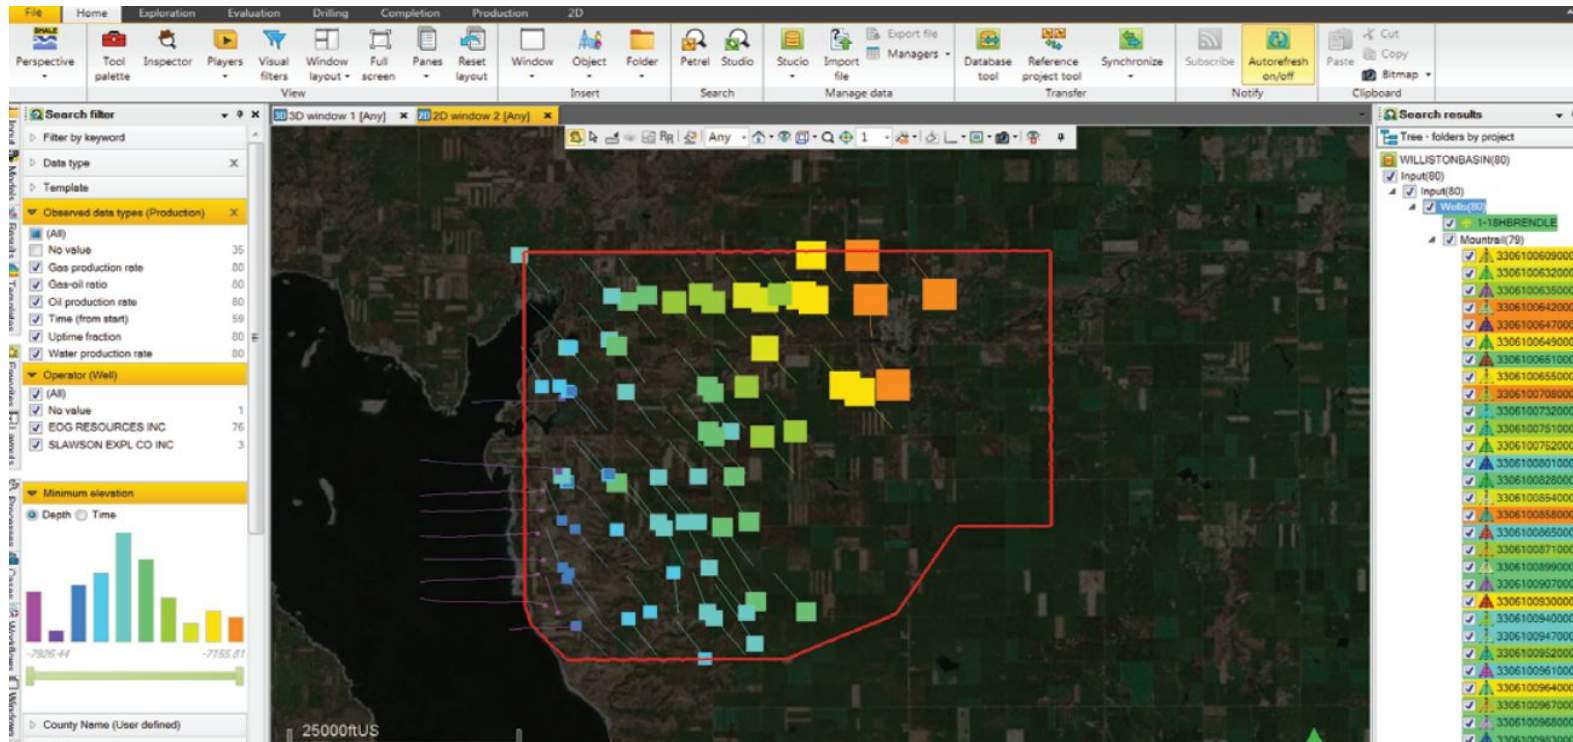 File Home Exploration Evaluation Drilling Completion Production 2D
SHALE
Perspective
Tool palette
Inspector
Players
Visual filters
Window layout
Full screen
Panes
Reset layout
View
Window
Object
Folder
Insert
Petrel
Studio
Search
Stucio
Import file
Export file
Managers
Manage data
Database tool
Reference project tool
Synchronize
Transfer
Subscribe
Autorefresh on/off
Notify
Paste
Cut
Copy
Bitmap
Clipboard
Search filter
Filter by keyword
Data type
Template
Observed data types (Production)
(All)
No value 35
Gas production rate 80
Gas-oil ratio 80
Oil production rate 80
Time (from start) 59
Uptime fraction 80
Water production rate 80
Operator (Well)
(All)
No value 1
EOG RESOURCES INC 76
SLAWSON EXPL CO INC 3
Minimum elevation
Depth Time
-7926.44 -7155.81
County Name (User defined)
3D 3D window 1 [Any] 2D 2D window 2 [Any]
Any 1
25000ftUS
Search results
Tree - folders by project
WILLISTONBASIN(80)
Input(80)
Input(80)
Wells(80)
1-18HBRENDLE
Mountrail(79)
3306100609000
3306100632000
3306100635000
3306100642000
3306100647000
3306100649000
3306100651000
3306100655000
3306100708000
3306100732000
3306100751000
3306100752000
3306100801000
3306100828000
3306100854000
3306100858000
3306100865000
3306100871000
3306100899000
3306100907000
3306100930000
3306100940000
3306100947000
3306100952000
3306100961000
3306100964000
3306100967000
3306100968000
3306100983000